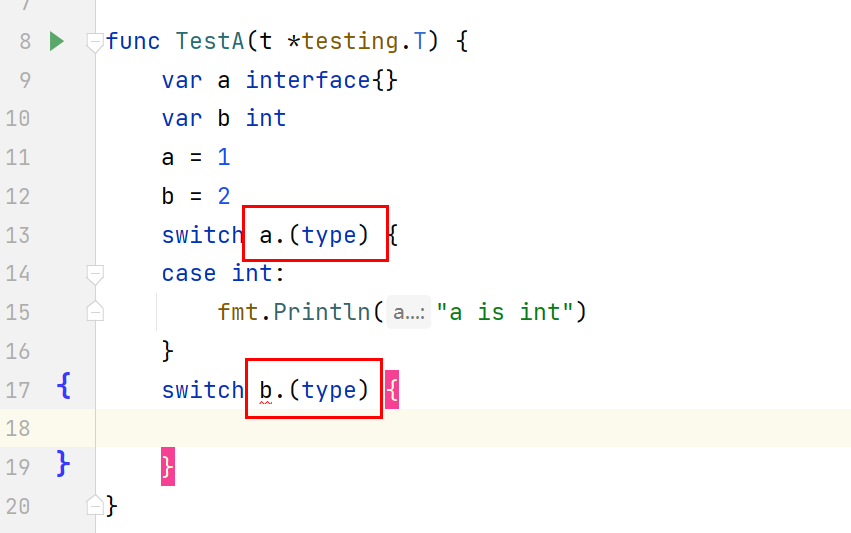 7
8 func TestA(t *testing.T) {
9 var a interface{}
10 var b int
11 a = 1
12 b = 2
13 switch a.(type) {
14 case int:
15 fmt.Println( a...: "a is int")
16 }
17 { switch b.(type) {
18
19 } }
20 }